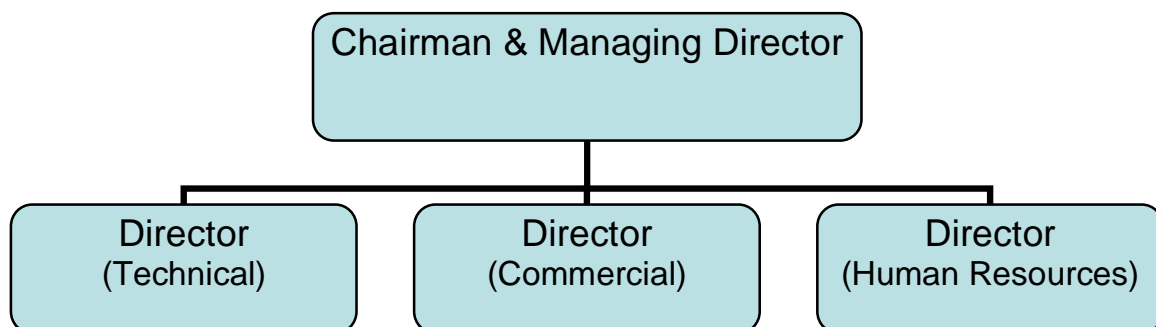 Chairman & Managing Director
Director
(Technical)
Director
(Commercial)
Director
(Human Resources)